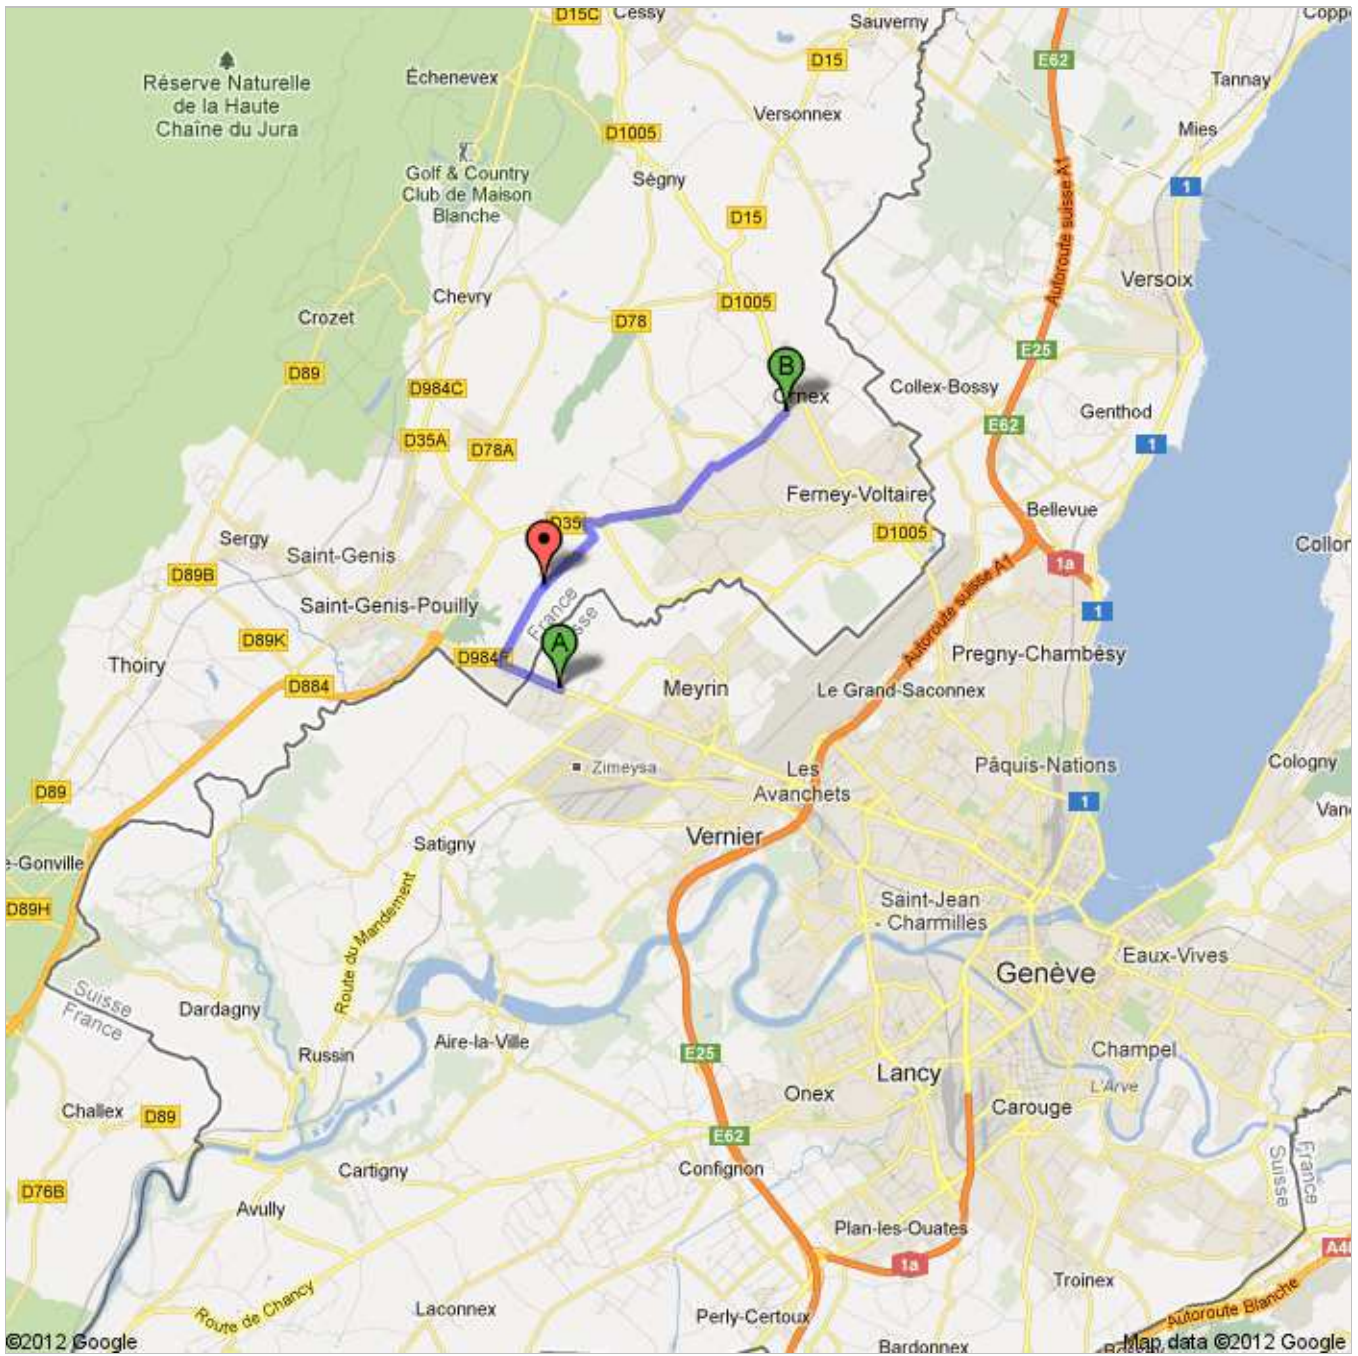 D15C
Cessy
Sauverny
E62
D15
Tannay
Réserve Naturelle
de la Haute
Chaîne du Jura
Échenevex
Versonnex
Mies
D1005
Golf & Country
Club de Maison
Blanche
Ségny
1
D15
Autoroute suisse A1
Versoix
Chevry
D1005
Crozet
D78
E25
D89
B
D984C
Ornex
Collex-Bossy
Genthod
E62
D35A
D78A
1
Ferney-Voltaire
Bellevue
D35
D1005
Sergy
Saint-Genis
1a
D89B
Autoroute suisse A1
Saint-Genis-Pouilly
France
1
A
D89K
Thoiry
Pregny-Chambésy
D884
Meyrin
Le Grand-Saconnex
Zimeysa
Les
Avanchets
Pâquis-Nations
Cologny
D89
1
Vernier
Satigny
D89H
Route du Mandement
Saint-Jean
- Charmilles
Eaux-Vives
Genève
Suisse
France
Dardagny
Aire-la-Ville
Russin
E25
Champel
Lancy
L'Arve
Onex
Carouge
Challex
D89
E62
Cartigny
Confignon
France
Suisse
D76B
Avully
Plan-les-Ouates
1a
Troinex
Route de Chancy
Laconnex
Perly-Certoux
Autoroute Blanche
Bardonnex
©2012 Google
Map data ©2012 Google